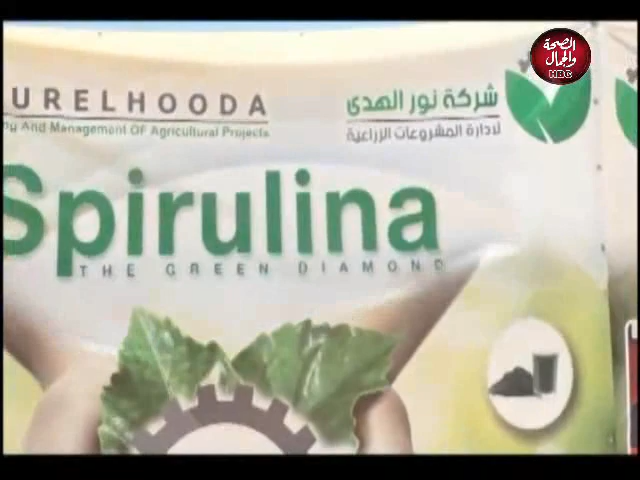 الصحة
والجمال
HBC
URELHOODA
And Management OF Agricultural Projects
شركة نور الهدى
لادارة المشروعات الزراعية
Spirulina
THE GREEN DIAMOND